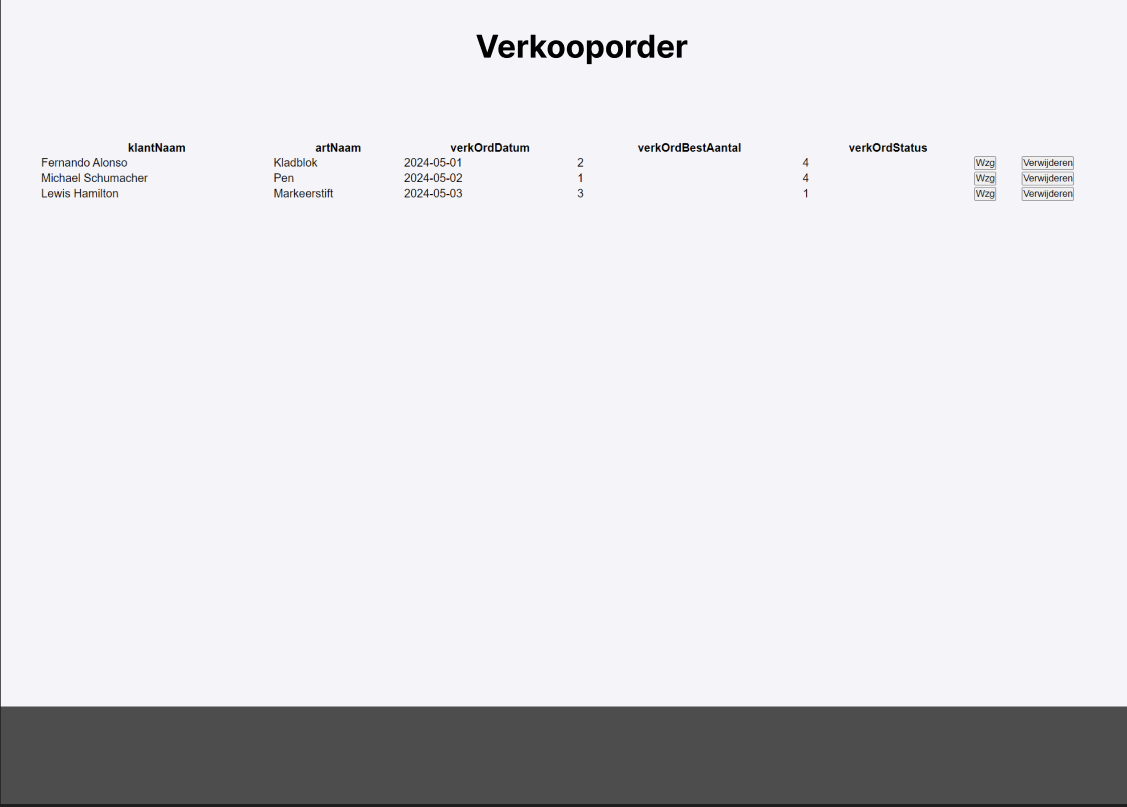 Verkooporder
klantNaam artNaam verkOrdDatum verkOrdBestAantal verkOrdStatus
Fernando Alonso Kladblok 2024-05-01 2 4 Wzg Verwijderen
Michael Schumacher Pen 2024-05-02 1 4 Wzg Verwijderen
Lewis Hamilton Markeerstift 2024-05-03 3 1 Wzg Verwijderen